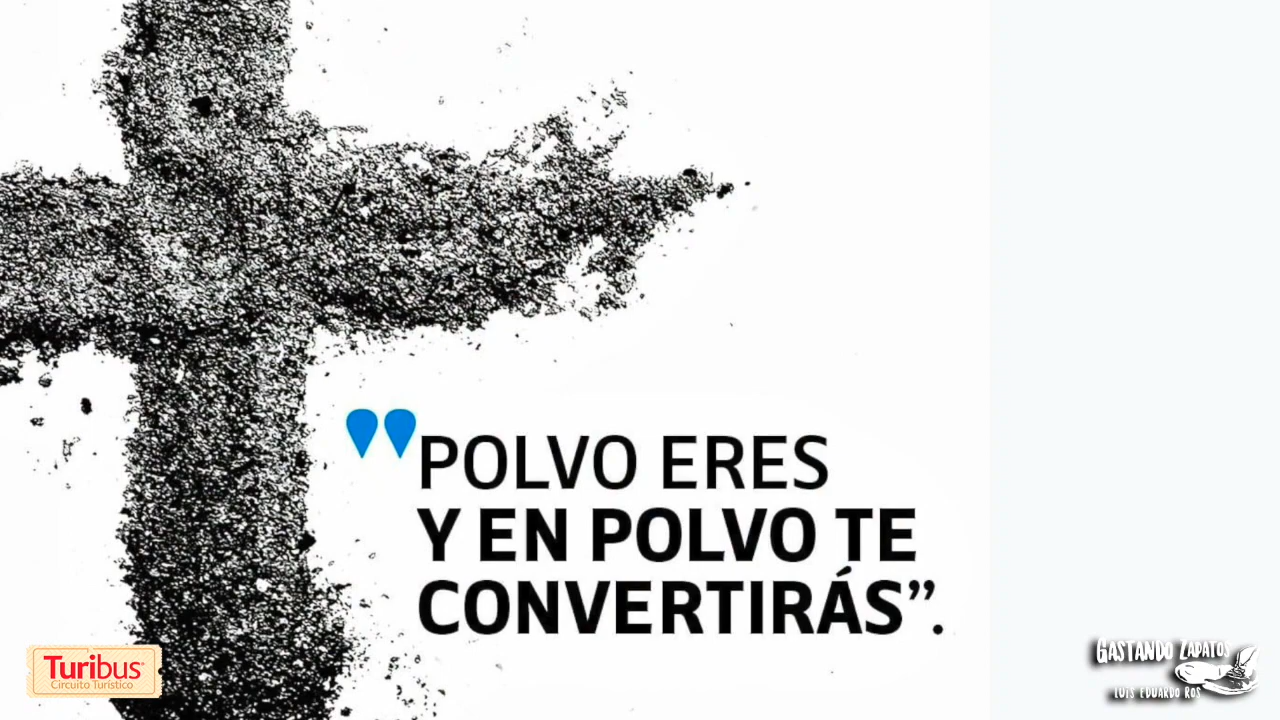 "POLVO ERES
Y EN POLVO TE
CONVERTIRÁS”.
Turibus®
Circuito Turístico
GASTANDO ZAPATOS
LUIS EDUARDO ROS